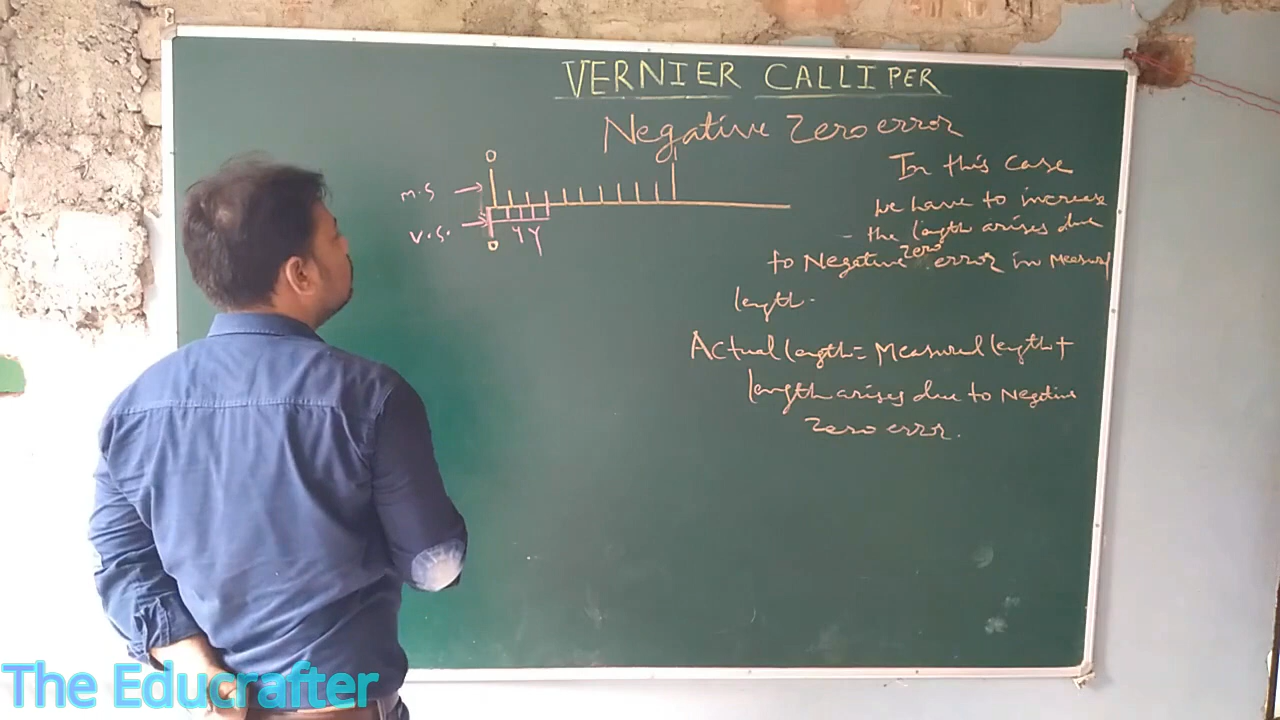 VERNIER CALLIPER
Negative Zero error
0
M.S
V.S.
0
In this case
we have to increase
the length arises due
to Negative zero error in Measured
length.
Actual length = Measured length +
length arises due to Negative
Zero error.
The Educrafter